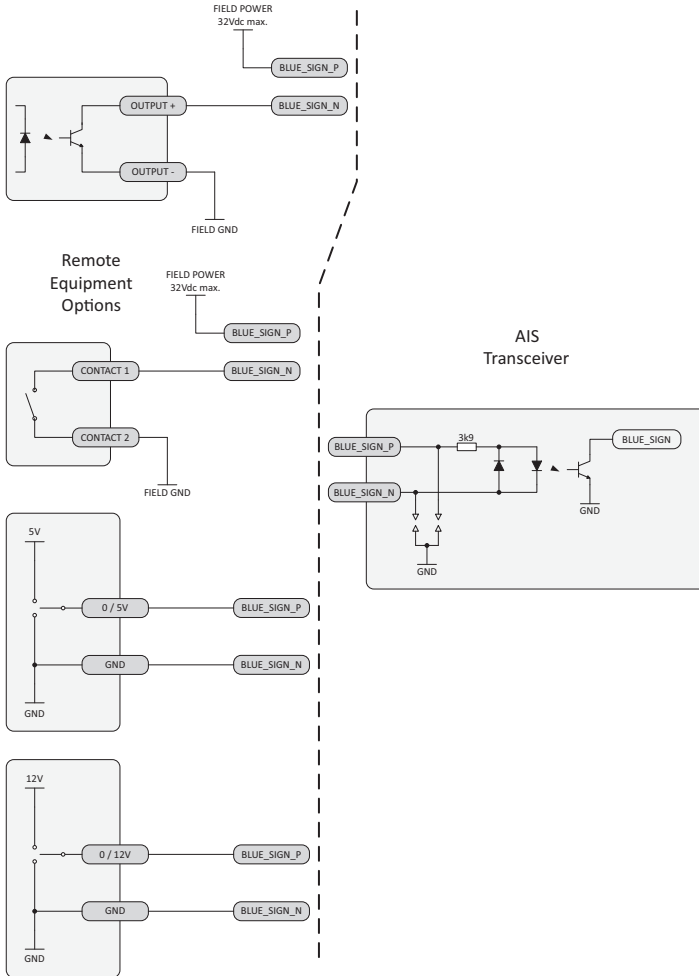 FIELD POWER
32Vdc max.
BLUE_SIGN_P
OUTPUT +
BLUE_SIGN_N
OUTPUT -
FIELD GND
Remote
Equipment
Options
FIELD POWER
32Vdc max.
BLUE_SIGN_P
CONTACT 1
BLUE_SIGN_N
CONTACT 2
FIELD GND
AIS
Transceiver
BLUE_SIGN_P
3k9
BLUE_SIGN
BLUE_SIGN_N
GND
GND
5V
0 / 5V
BLUE_SIGN_P
GND
BLUE_SIGN_N
GND
12V
0 / 12V
BLUE_SIGN_P
GND
BLUE_SIGN_N
GND